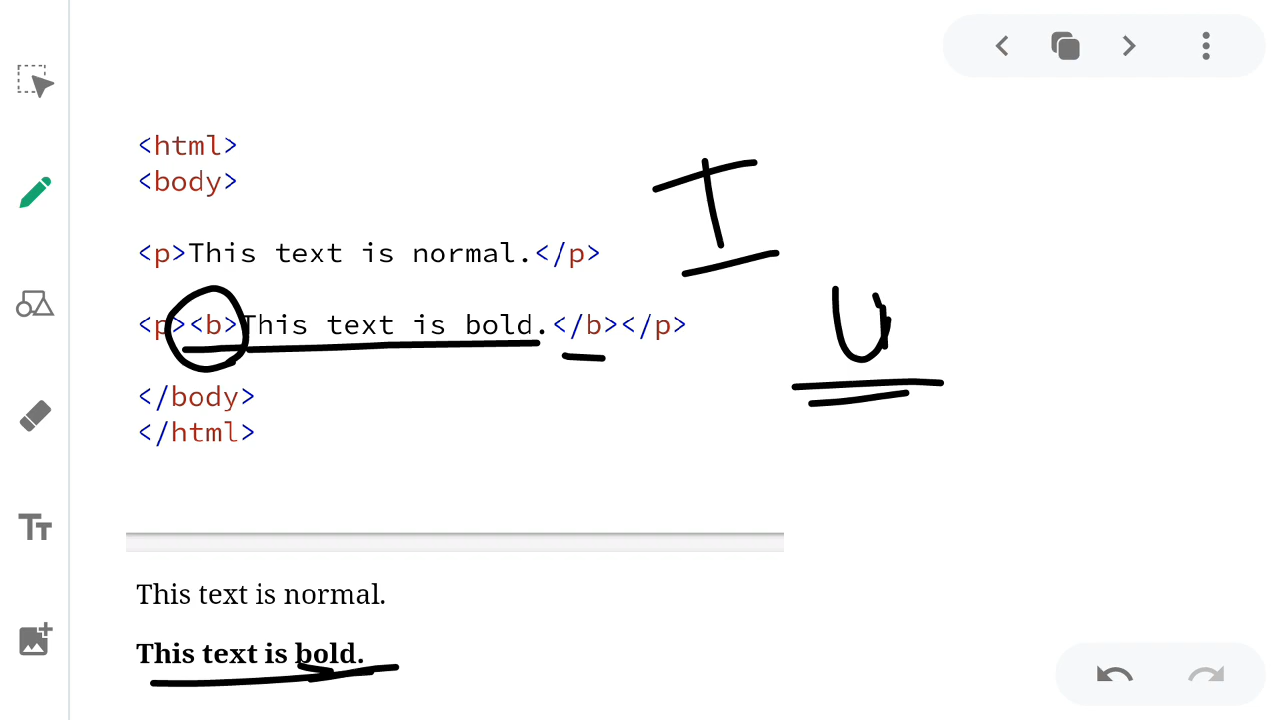 <html>
<body>
<p>This text is normal.</p>
I
<p><b>This text is bold.</b></p>
U
</body>
</html>
Tt
This text is normal.
This text is bold.